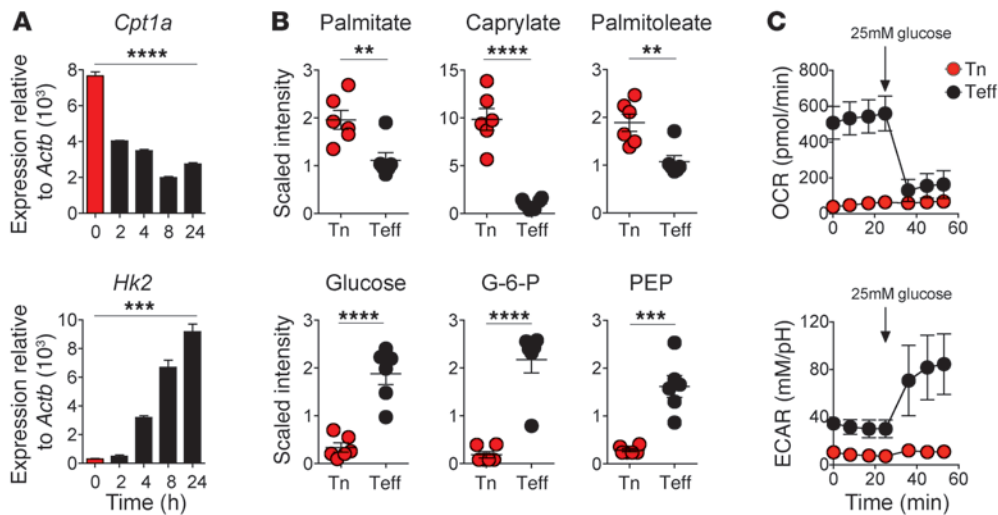 A
Cpt1a
****
Expression relative
to Actb (10³)
8
6
4
2
0
0 2 4 8 24
Hk2
***
Expression relative
to Actb (10³)
10
8
6
4
2
0
0 2 4 8 24
Time (h)
B
Palmitate
**
Scaled intensity
3
2
1
0
Tn Teff
Caprylate
****
15
10
5
0
Tn Teff
Palmitoleate
**
3
2
1
0
Tn Teff
Glucose
****
Scaled intensity
3
2
1
0
Tn Teff
G-6-P
****
3
2
1
0
Tn Teff
PEP
***
3
2
1
0
Tn Teff
C
25mM glucose
Tn
Teff
OCR (pmol/min)
800
600
400
200
0
0 20 40 60
25mM glucose
ECAR (mM/pH)
120
80
40
0
0 20 40 60
Time (min)